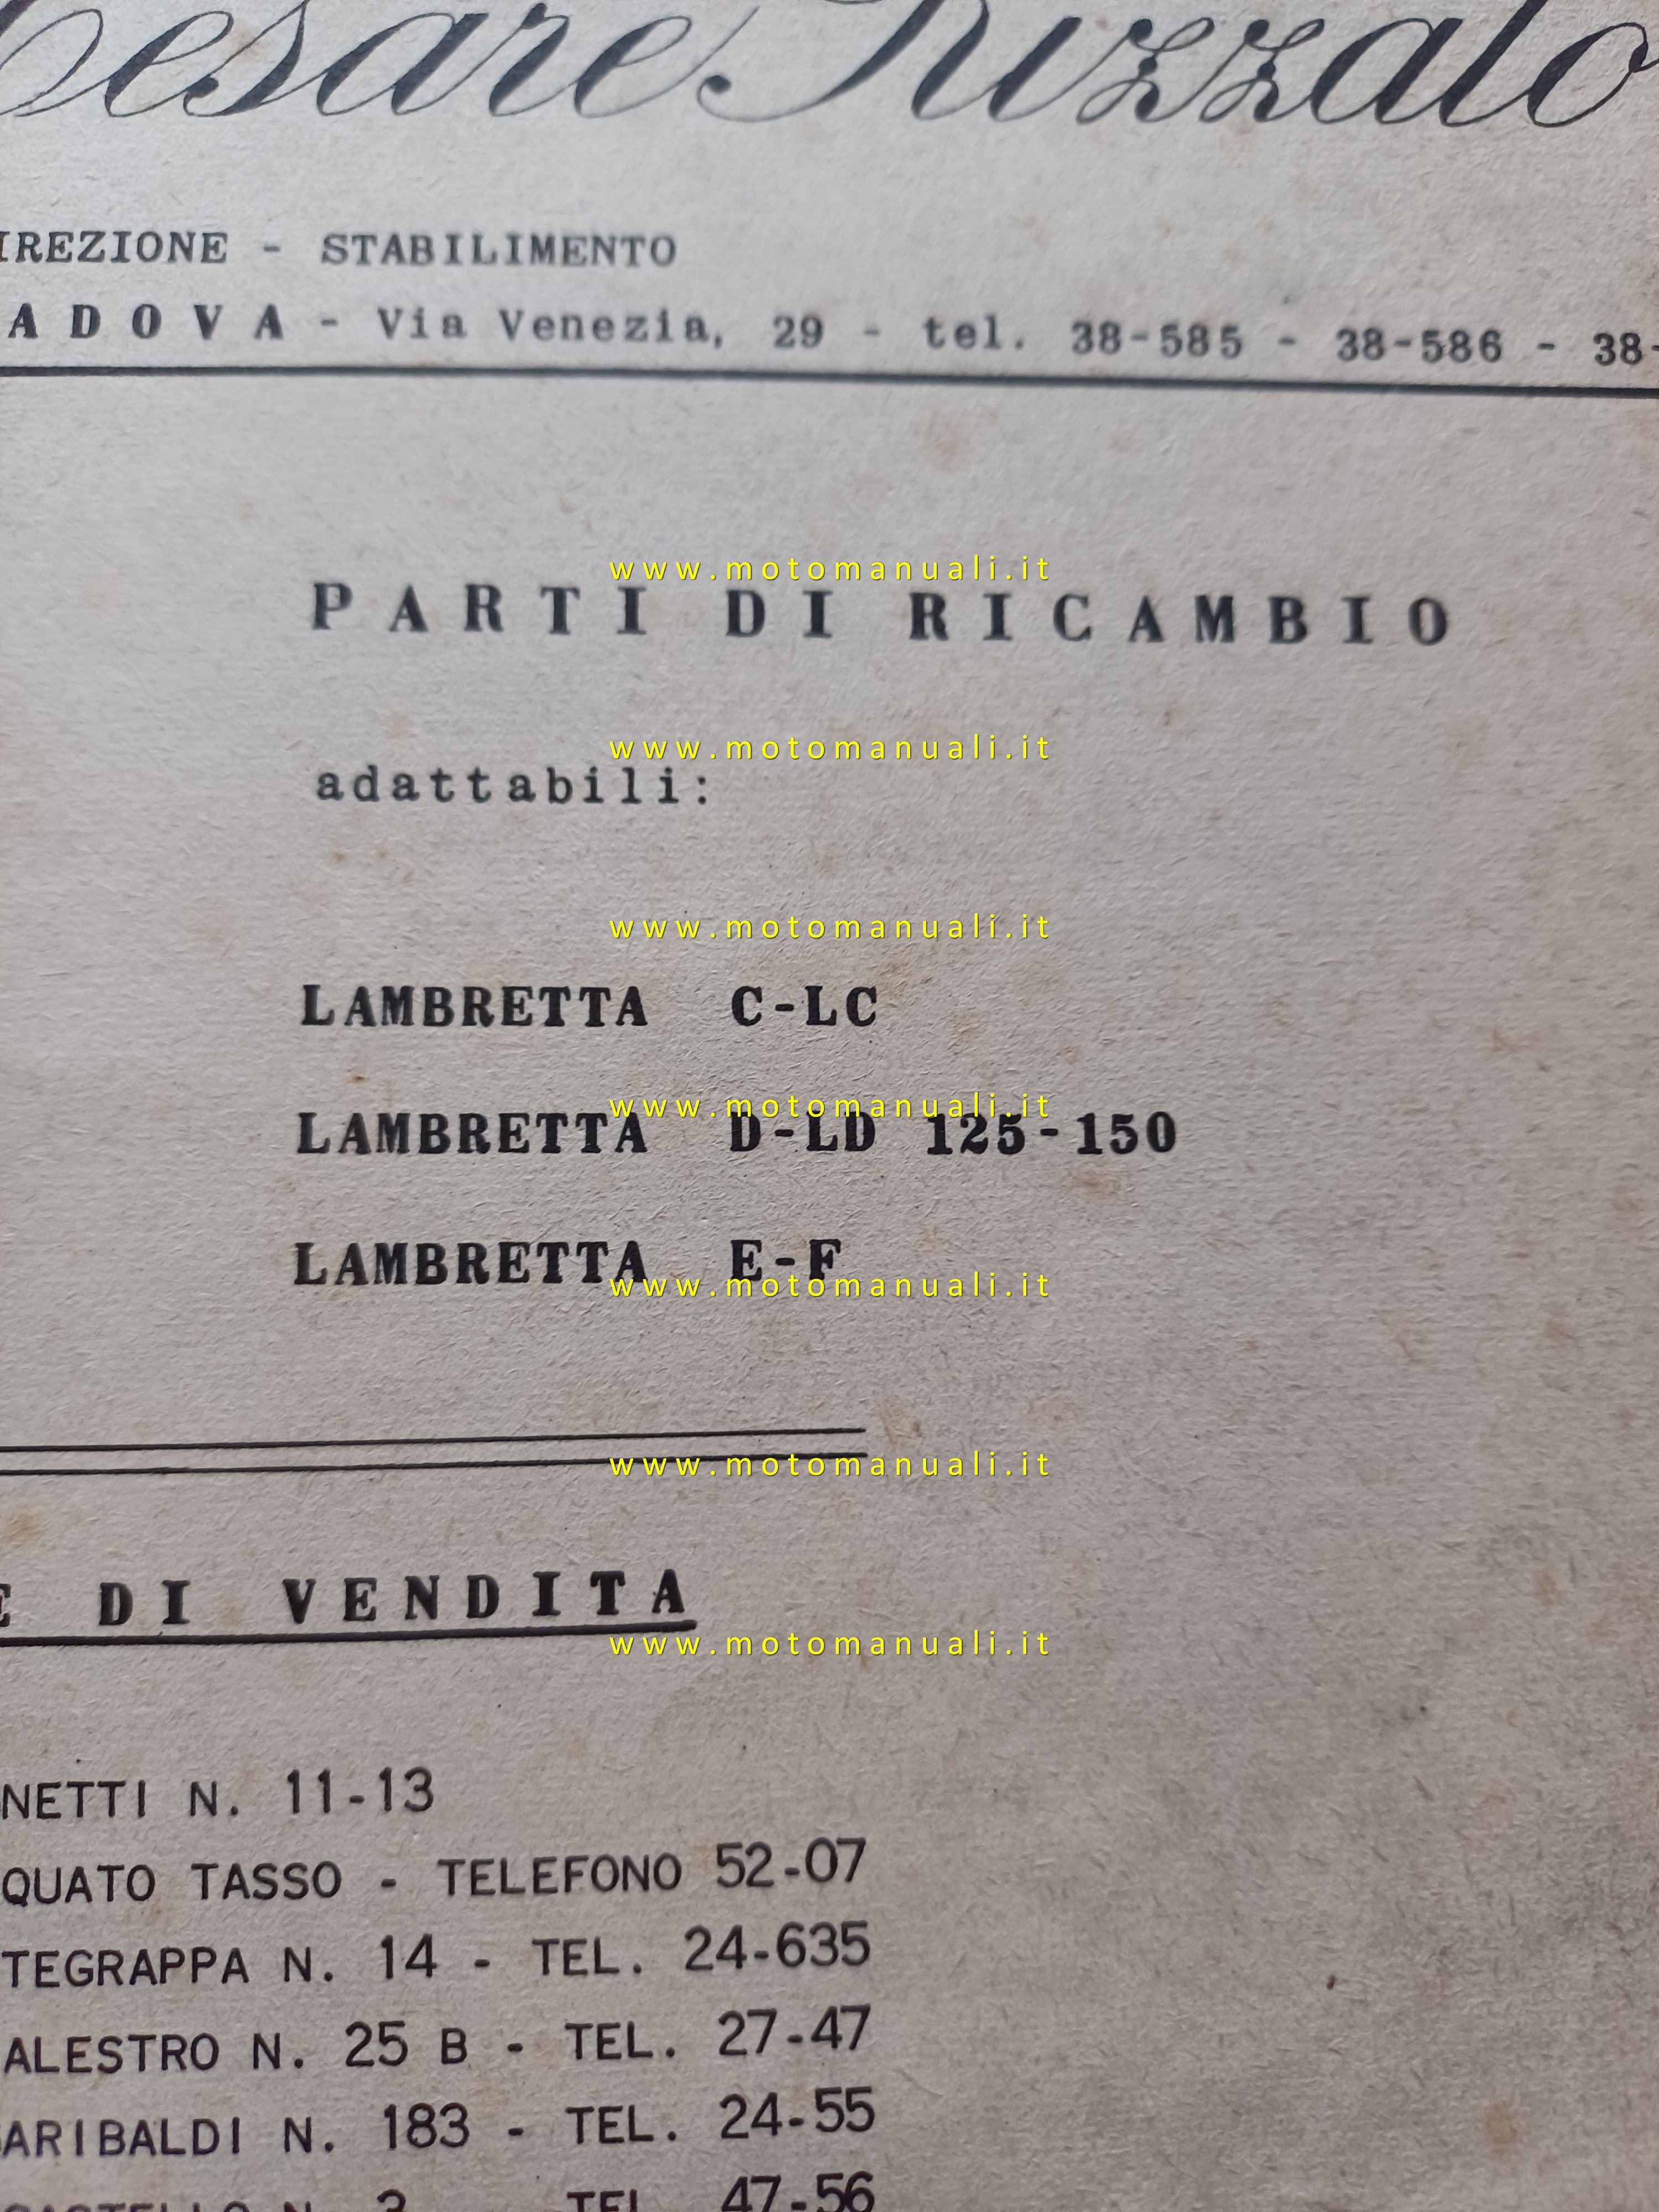 Cesare Rizzato
IREZIONE - STABILIMENTO
ADOVA - Via Venezia, 29 - tel. 38-585 - 38-586 - 38-
www.motomanuali.it
PARTI DI RICAMBIO
www.motomanuali.it
adattabili:
www.motomanuali.it
LAMBRETTA C-LC
www.motomanuali.it
LAMBRETTA D-LD 125-150
LAMBRETTA E-F
www.motomanuali.it
www.motomanuali.it
E DI VENDITA
www.motomanuali.it
NETTI N. 11-13
QUATO TASSO - TELEFONO 52-07
TEGRAPPA N. 14 - TEL. 24-635
ALESTRO N. 25 B - TEL. 27-47
ARIBALDI N. 183 - TEL. 24-55
CASTELLO N. 3 - TEL. 47-56